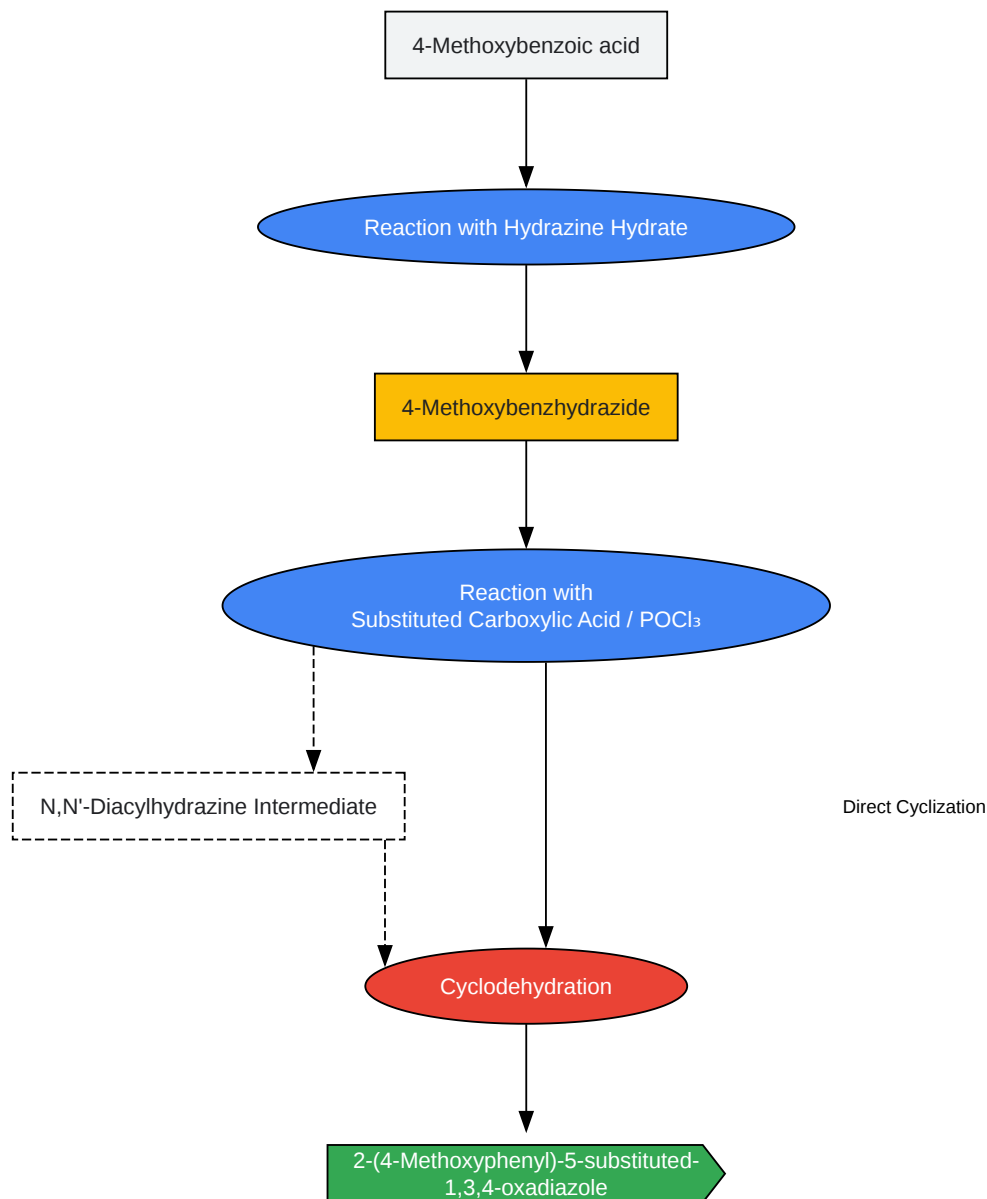 4-Methoxybenzoic acid
Reaction with Hydrazine Hydrate
4-Methoxybenzhydrazide
Reaction with
Substituted Carboxylic Acid / POCl₃
N,N'-Diacylhydrazine Intermediate
Direct Cyclization
Cyclodehydration
2-(4-Methoxyphenyl)-5-substituted-
1,3,4-oxadiazole